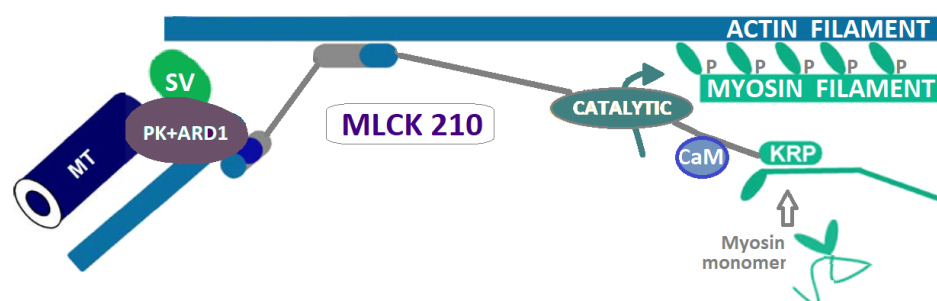 ACTIN FILAMENT
P P P P P
MYOSIN FILAMENT
SV
PK+ARD1
MT
MLCK 210
CATALYTIC
CaM
KRP
Myosin
monomer